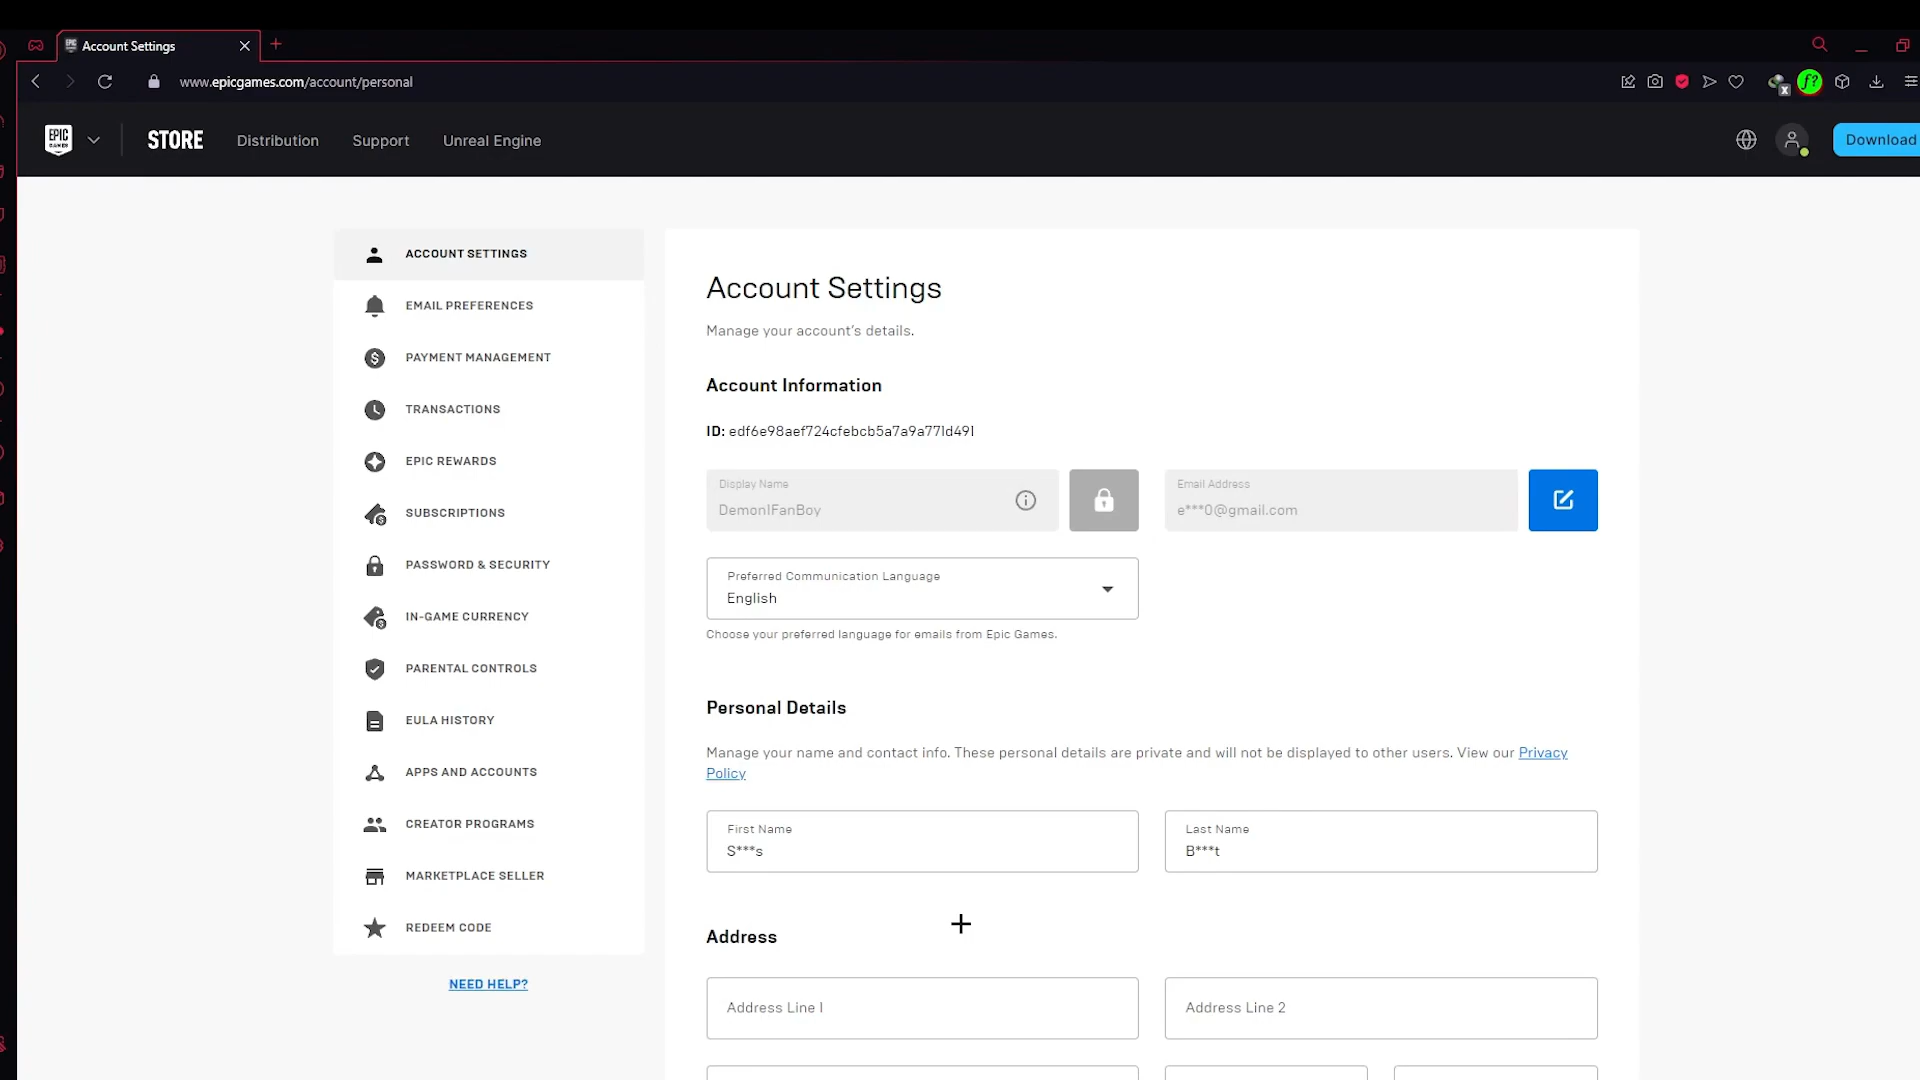 Account Settings
www.epicgames.com/account/personal
EPIC GAMES
STORE
Distribution
Support
Unreal Engine
Download
ACCOUNT SETTINGS
EMAIL PREFERENCES
PAYMENT MANAGEMENT
TRANSACTIONS
EPIC REWARDS
SUBSCRIPTIONS
PASSWORD & SECURITY
IN-GAME CURRENCY
PARENTAL CONTROLS
EULA HISTORY
APPS AND ACCOUNTS
CREATOR PROGRAMS
MARKETPLACE SELLER
REDEEM CODE
NEED HELP?
Account Settings
Manage your account's details.
Account Information
ID: edf6e98aef724cfebcb5a7a9a771d491
Display Name
Demon1FanBoy
Email Address
e***0@gmail.com
Preferred Communication Language
English
Choose your preferred language for emails from Epic Games.
Personal Details
Manage your name and contact info. These personal details are private and will not be displayed to other users. View our Privacy
Policy
First Name
S***s
Last Name
B***t
Address
Address Line 1
Address Line 2